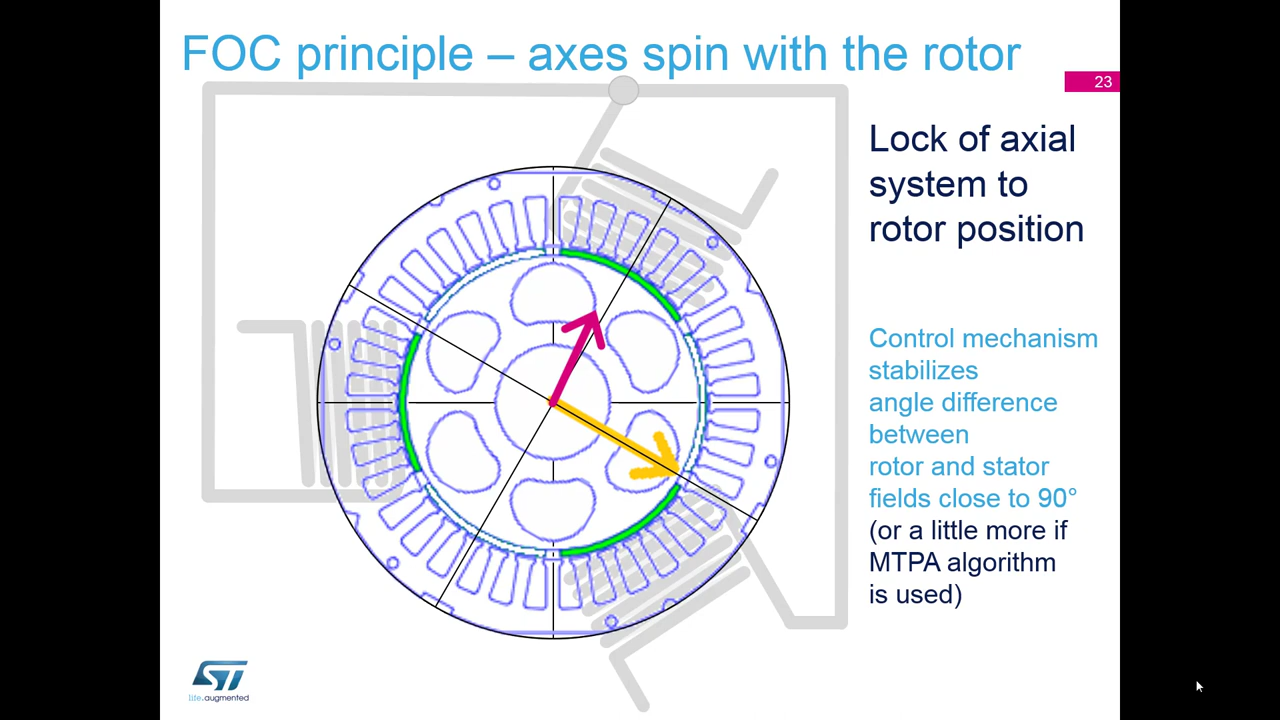 FOC principle – axes spin with the rotor
23
Lock of axial
system to
rotor position
Control mechanism
stabilizes
angle difference
between
rotor and stator
fields close to 90°
(or a little more if
MTPA algorithm
is used)
ST
life.augmented